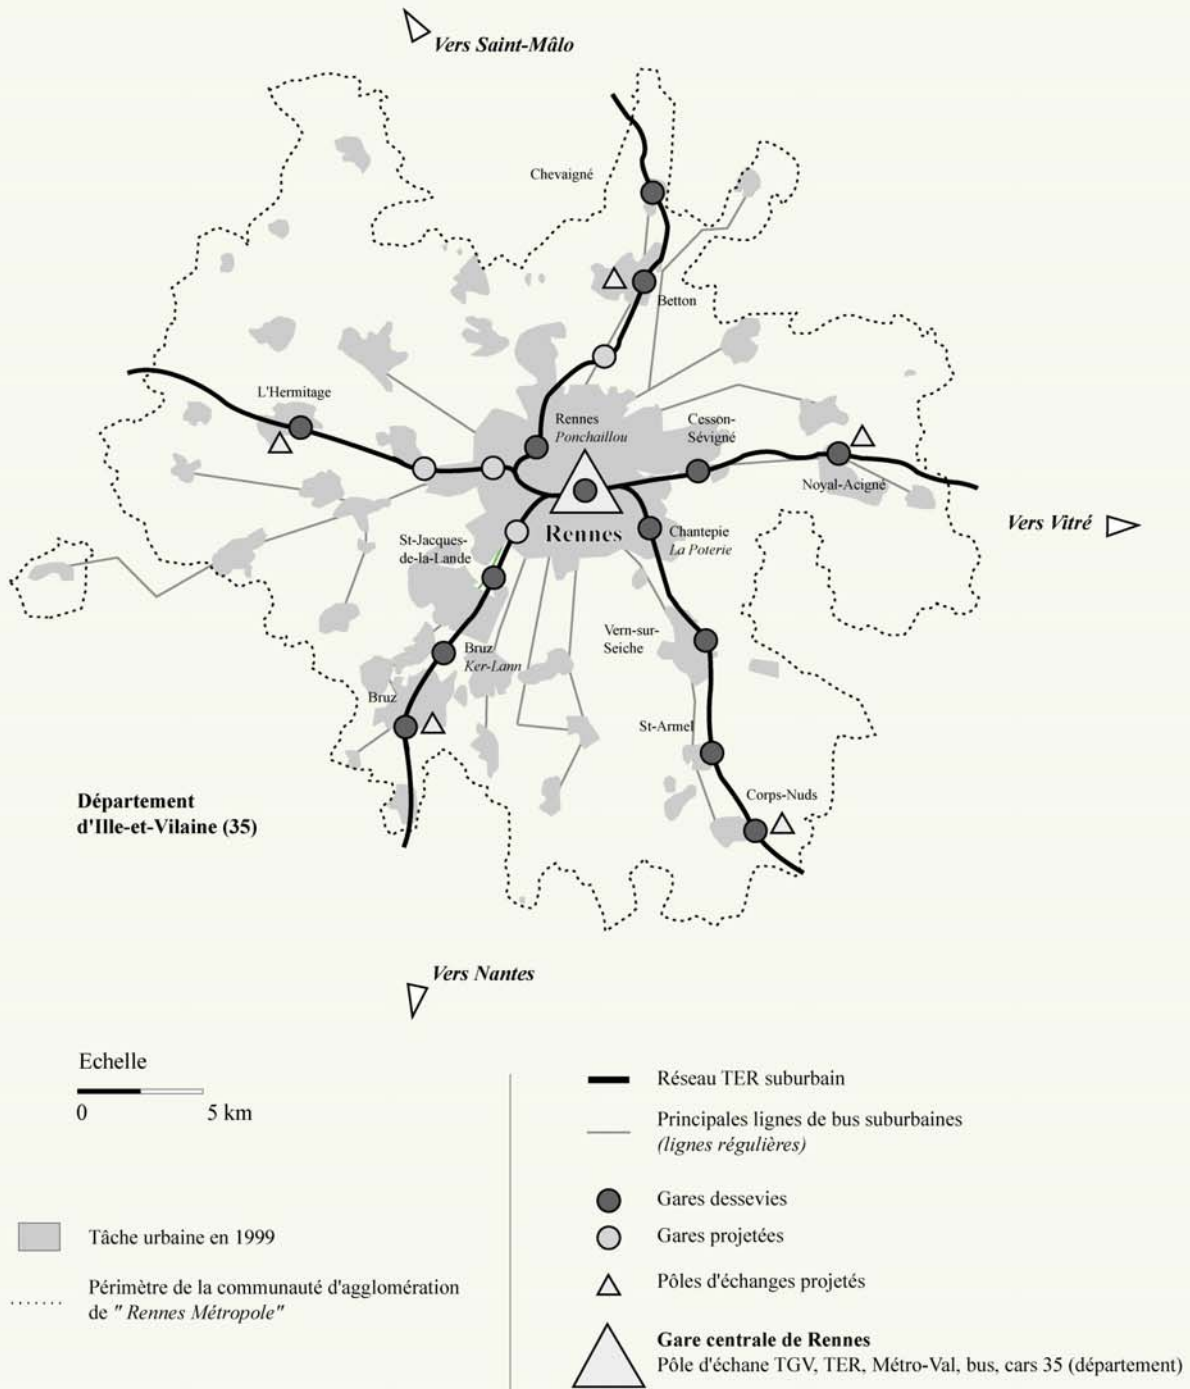 Vers Saint-Mâlo
Chevaigné
Betton
L'Hermitage
Rennes
Ponchaillou
Cesson-
Sévigné
Noyal-Acigné
Vers Vitré
Rennes
Chantepie
La Poterie
St-Jacques-
de-la-Lande
Vern-sur-
Seiche
Bruz
Ker-Lann
Bruz
St-Armel
Corps-Nuds
Département
d'Ille-et-Vilaine (35)
Vers Nantes
Echelle
0 5 km
Tâche urbaine en 1999
Périmètre de la communauté d'agglomération
de " Rennes Métropole"
Réseau TER suburbain
Principales lignes de bus suburbaines
(lignes régulières)
Gares dessevies
Gares projetées
Pôles d'échanges projetés
Gare centrale de Rennes
Pôle d'échane TGV, TER, Métro-Val, bus, cars 35 (département)